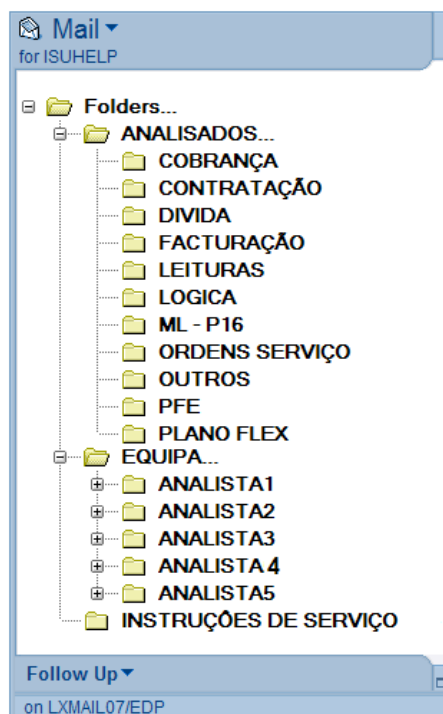 Mail
for ISUHELP
Folders...
ANALISADOS...
COBRANÇA
CONTRATAÇÃO
DIVIDA
FACTURAÇÃO
LEITURAS
LOGICA
ML - P16
ORDENS SERVIÇO
OUTROS
PFE
PLANO FLEX
EQUIPA...
ANALISTA1
ANALISTA2
ANALISTA3
ANALISTA 4
ANALISTA5
INSTRUÇÕES DE SERVIÇO
Follow Up
on LXMAIL07/EDP